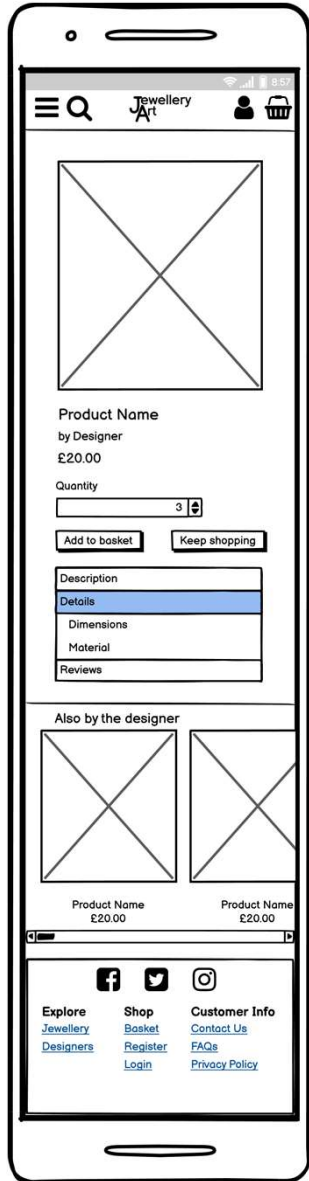 8:57
Jewellery
Art
Product Name
by Designer
£20.00
Quantity
3
Add to basket Keep shopping
Description
Details
Dimensions
Material
Reviews
Also by the designer
Product Name Product Name
£20.00 £20.00
Explore Shop Customer Info
Jewellery Basket Contact Us
Designers Register FAQs
Login Privacy Policy